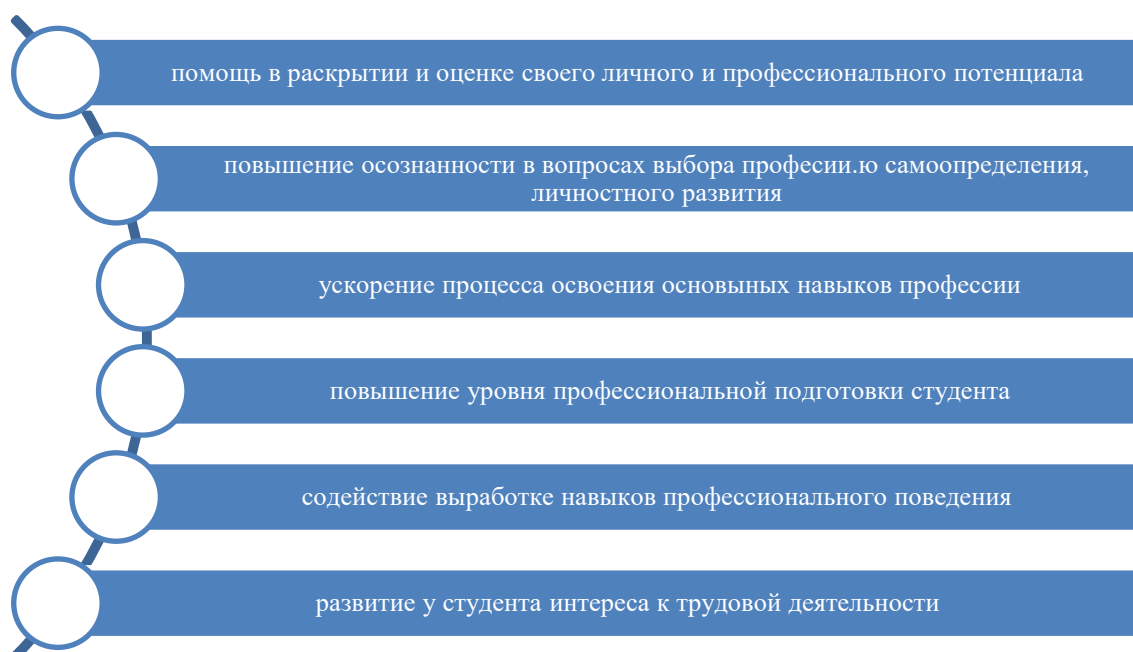 помощь в раскрытии и оценке своего личного и профессионального потенциала
повышение осознанности в вопросах выбора професии.ю самоопределения,
личностного развития
ускорение процесса освоения основыных навыков профессии
повышение уровня профессиональной подготовки студента
содействие выработке навыков профессионального поведения
развитие у студента интереса к трудовой деятельности